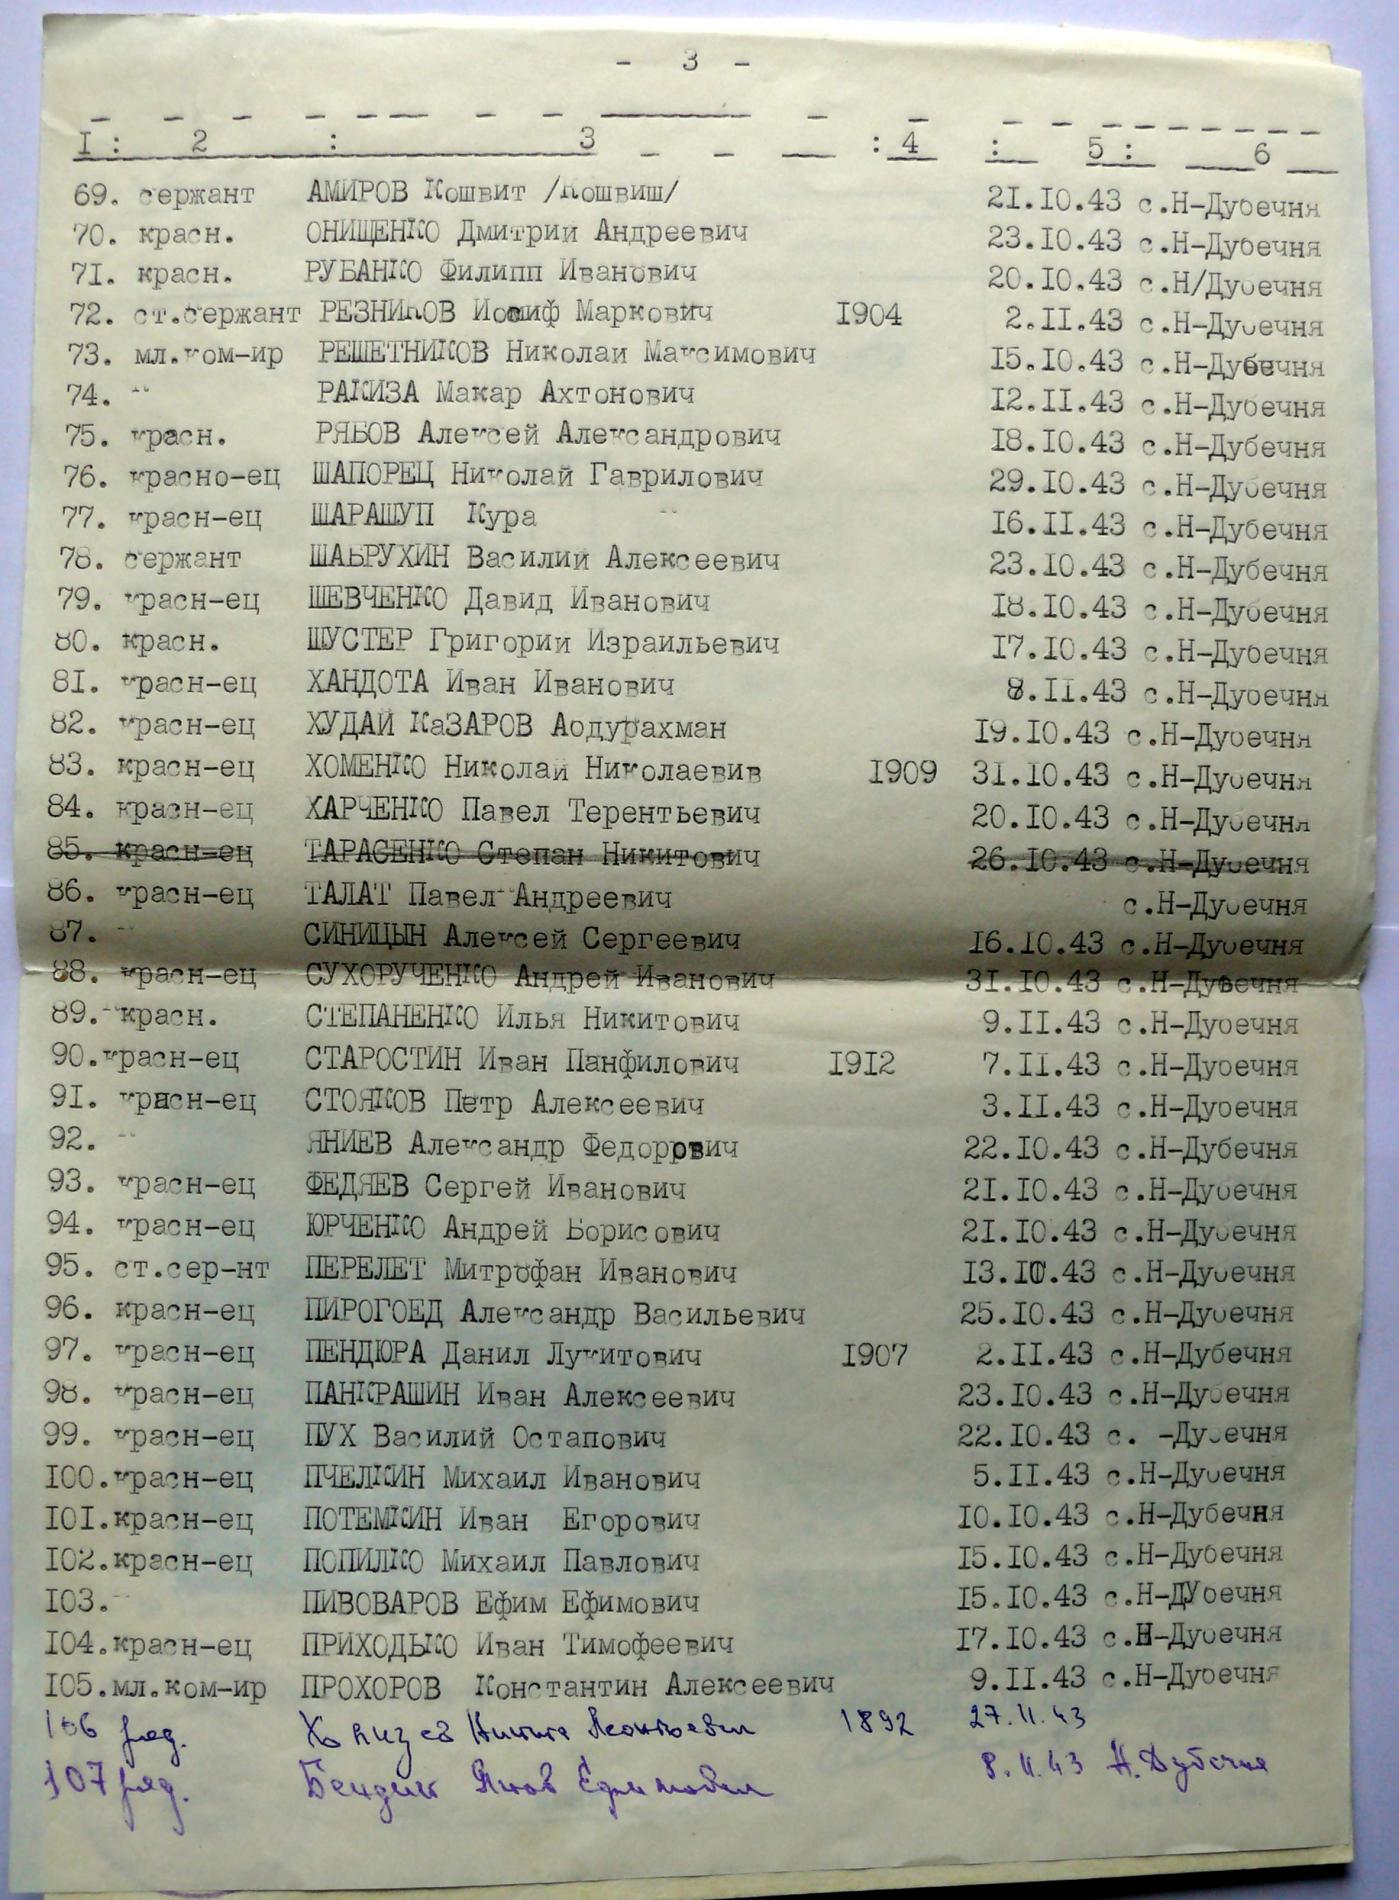 - 3 -
I : 2 : 3 : 4 : 5 : 6
69. сержант АМИРОВ Кошвит /Кошвиш/ 21.10.43 с.Н-Дубечня
70. красн. ОНИЩЕНКО Дмитрий Андреевич 23.10.43 с.Н-Дубечня
71. красн. РУБАНКО Филипп Иванович 20.10.43 с.Н/Дубечня
72. ст.сержант РЕЗНИКОВ Иосиф Маркович 1904 2.11.43 с.Н-Дубечня
73. мл.ком-ир РЕШЕТНИКОВ Николай Максимович 15.10.43 с.Н-Дубечня
74. -"- РАКИЗА Макар Ахтонович 12.11.43 с.Н-Дубечня
75. красн. РЯБОВ Алексей Александрович 18.10.43 с.Н-Дубечня
76. красно-ец ШАПОРЕЦ Николай Гаврилович 29.10.43 с.Н-Дубечня
77. красн-ец ШАРАШУП Кура -"- 16.11.43 с.Н-Дубечня
78. сержант ШАБРУХИН Василий Алексеевич 23.10.43 с.Н-Дубечня
79. красн-ец ШЕВЧЕНКО Давид Иванович 18.10.43 с.Н-Дубечня
80. красн. ШУСТЕР Григорий Израильевич 17.10.43 с.Н-Дубечня
81. красн-ец ХАНДОТА Иван Иванович 8.11.43 с.Н-Дубечня
82. красн-ец ХУДАЙ КаЗАРОВ Абдурахман 19.10.43 с.Н-Дубечня
83. красн-ец ХОМЕНКО Николай Николаевив 1909 31.10.43 с.Н-Дубечня
84. красн-ец ХАРЧЕНКО Павел Терентьевич 20.10.43 с.Н-Дубечня
85. красн-ец ТАРАСЕНКО Степан Никитович 26.10.43 с.Н-Дубечня
86. красн-ец ТАЛАТ Павел Андреевич с.Н-Дубечня
87. -"- СИНИЦЫН Алексей Сергеевич 16.10.43 с.Н-Дубечня
88. красн-ец СУХОРУЧЕНКО Андрей Иванович 31.10.43 с.Н-Дубечня
89. красн. СТЕПАНЕНКО Илья Никитович 9.11.43 с.Н-Дубечня
90.красн-ец СТАРОСТИН Иван Панфилович 1912 7.11.43 с.Н-Дубечня
91. красн-ец СТОЯКОВ Петр Алексеевич 3.11.43 с.Н-Дубечня
92. -"- ЯНИЕВ Александр Федорович 22.10.43 с.Н-Дубечня
93. красн-ец ФЕДЯЕВ Сергей Иванович 21.10.43 с.Н-Дубечня
94. красн-ец ЮРЧЕНКО Андрей Борисович 21.10.43 с.Н-Дубечня
95. ст.сер-нт ПЕРЕЛЕТ Митрофан Иванович 13.10.43 с.Н-Дубечня
96. красн-ец ПИРОГОЕД Александр Васильевич 25.10.43 с.Н-Дубечня
97. красн-ец ПЕНДЮРА Данил Лукитович 1907 2.11.43 с.Н-Дубечня
98. красн-ец ПАНКРАШИН Иван Алексеевич 23.10.43 с.Н-Дубечня
99. красн-ец ПУХ Василий Остапович 22.10.43 с. -Дубечня
100.красн-ец ПЧЕЛКИН Михаил Иванович 5.11.43 с.Н-Дубечня
101.красн-ец ПОТЕМКИН Иван Егорович 10.10.43 с.Н-Дубечня
102.красн-ец ПОПИЛКО Михаил Павлович 15.10.43 с.Н-Дубечня
103. -"- ПИВОВАРОВ Ефим Ефимович 15.10.43 с.Н-ДУбечня
104.красн-ец ПРИХОДЬКО Иван Тимофеевич 17.10.43 с.Н-Дубечня
105.мл.ком-ир ПРОХОРОВ Константин Алексеевич 9.11.43 с.Н-Дубечня
106 ряд. Никита Леонтьевич 1892 27.11.43
107 ряд. Бендик Яков Ефимович 8.11.43 Н.Дубечня